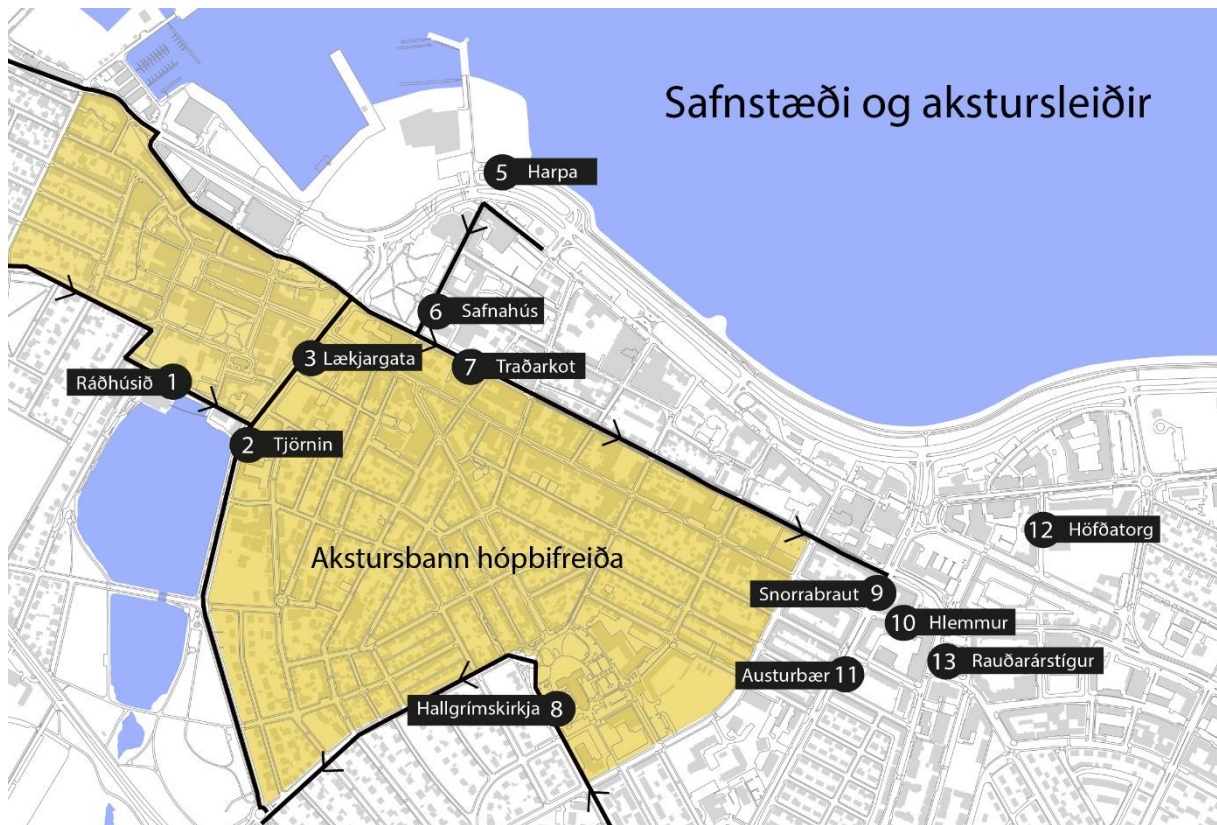 Safnstæði og akstursleiðir
5 Harpa
6 Safnahús
3 Lækjargata
7 Traðarkot
Ráðhúsið 1
2 Tjörnin
Akstursbann hópbifreiða
12 Höfðatorg
Snorrabraut 9
10 Hlemmur
13 Rauðarárstígur
Austurbær 11
Hallgrímskirkja 8